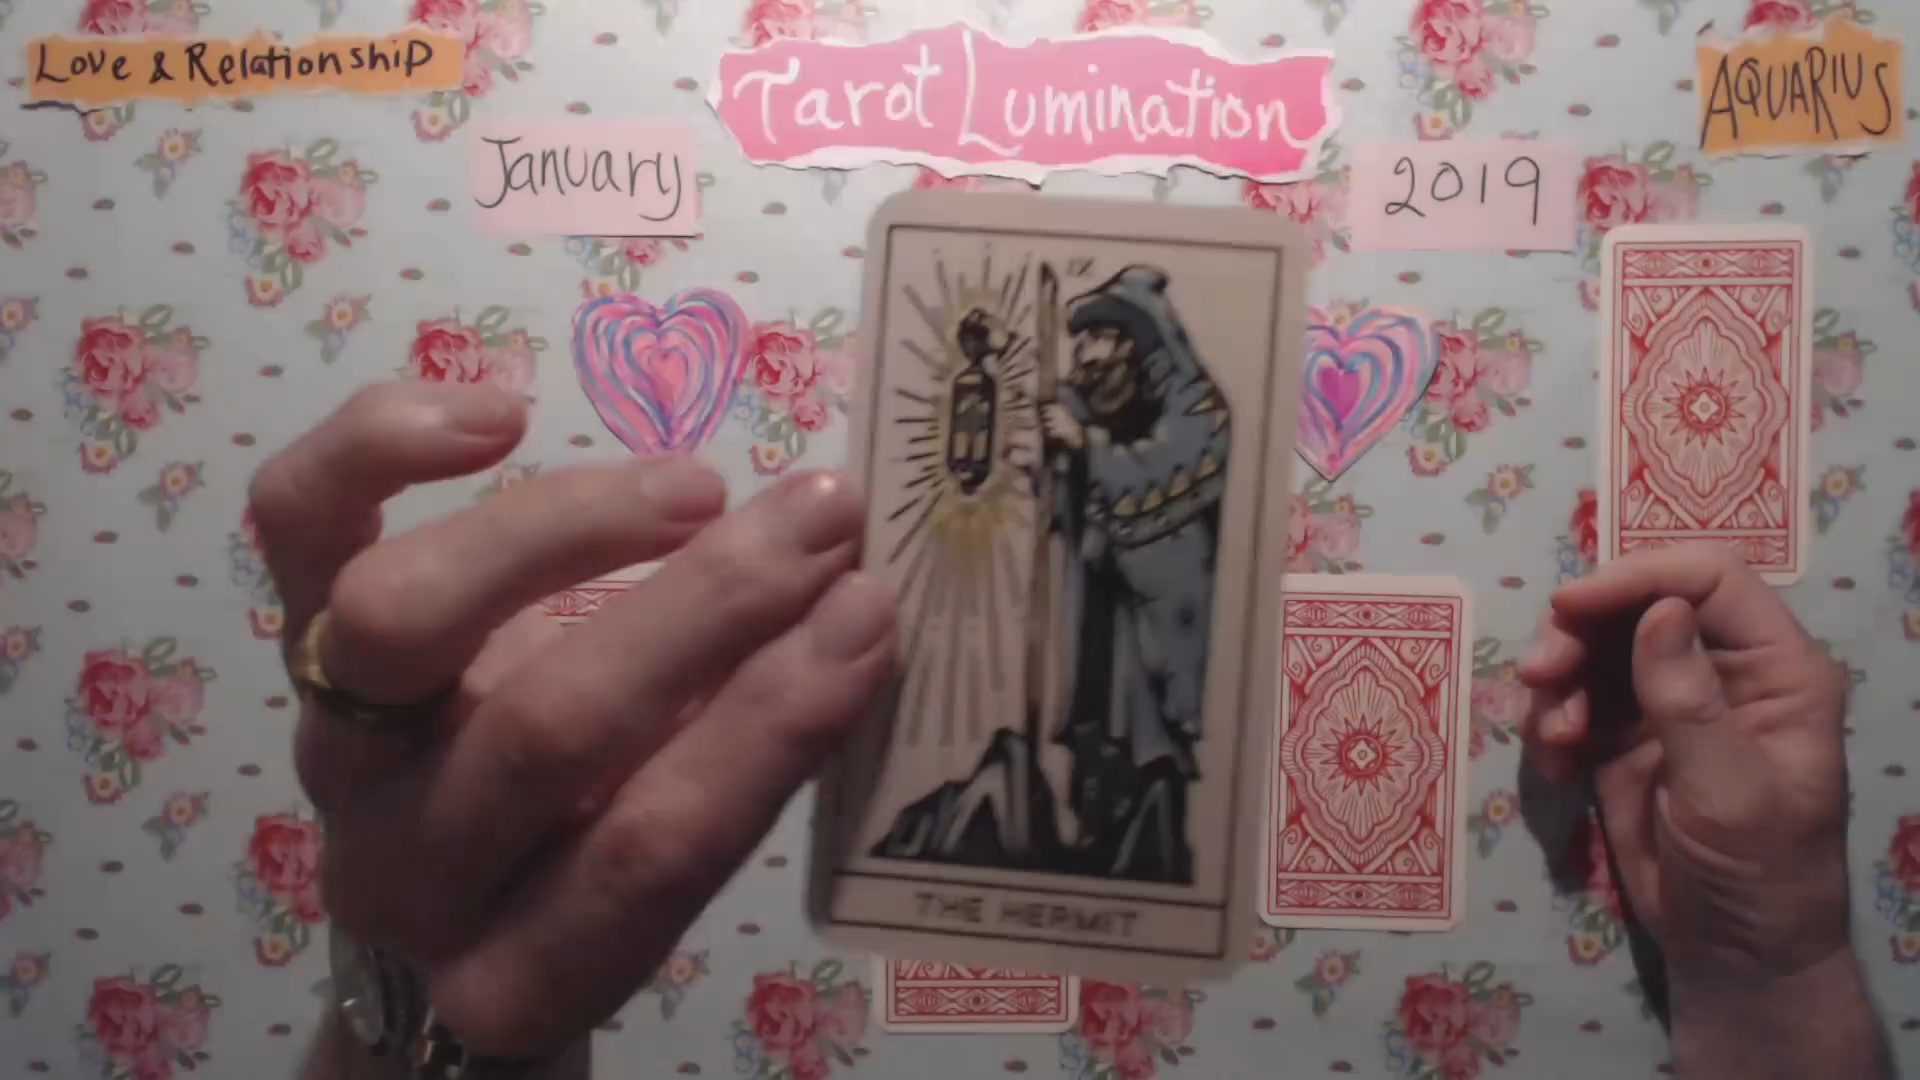 Love & Relationship
Tarot Lumination
AQUARIUS
January
2019
IX
THE HERMIT